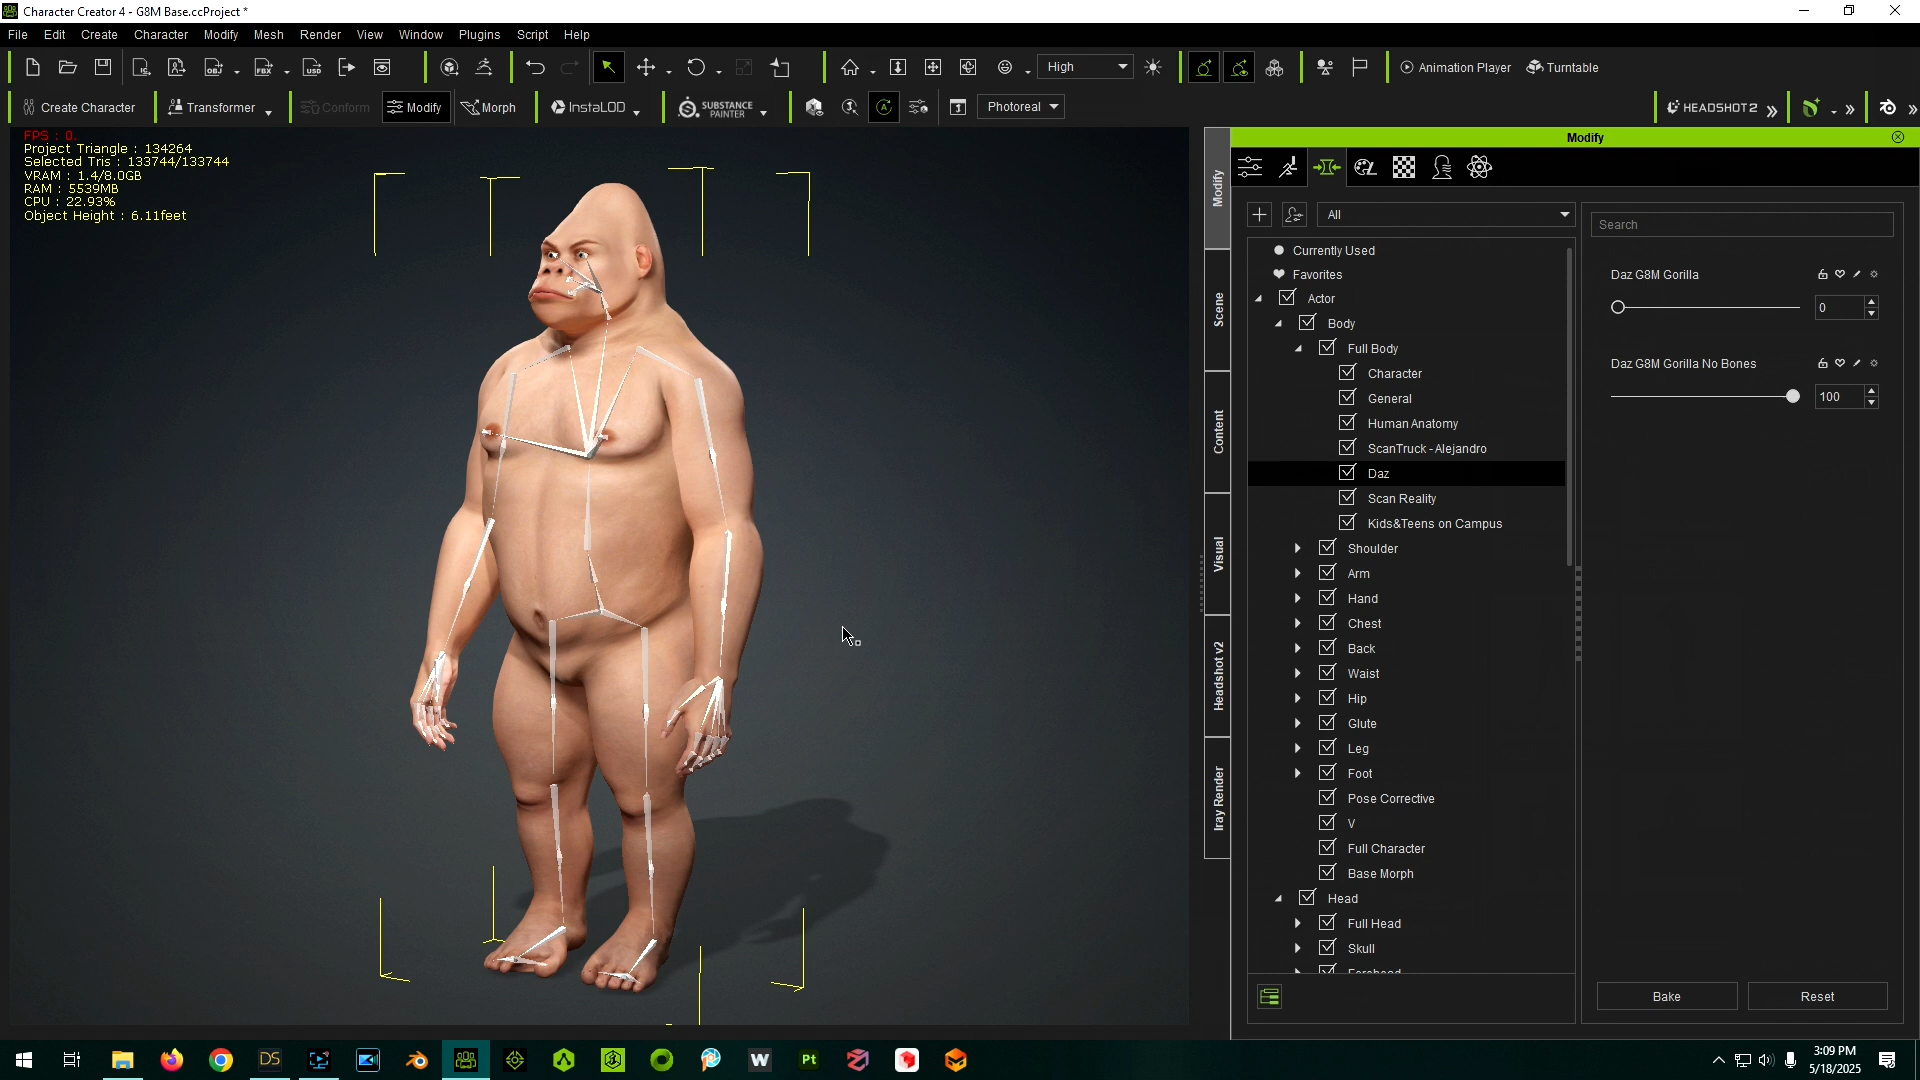 Character Creator 4 - G8M Base.ccProject *
File Edit Create Character Modify Mesh Render View Window Plugins Script Help
High
Animation Player
Turntable
Create Character
Transformer
Conform
Modify
Morph
InstaLOD
SUBSTANCE PAINTER
Photoreal
HEADSHOT2
FPS : 0.
Project Triangle : 134264
Selected Tris : 133744/133744
VRAM : 1.4/8.0GB
RAM : 5539MB
CPU : 22.93%
Object Height : 6.11feet
Modify
Scene
Content
Visual
Headshot v2
Iray Render
Modify
All
Currently Used
Favorites
Actor
Body
Full Body
Character
General
Human Anatomy
ScanTruck - Alejandro
Daz
Scan Reality
Kids&Teens on Campus
Shoulder
Arm
Hand
Chest
Back
Waist
Hip
Glute
Leg
Foot
Pose Corrective
V
Full Character
Base Morph
Head
Full Head
Skull
Forehead
Search
Daz G8M Gorilla
0
Daz G8M Gorilla No Bones
100
Bake
Reset
DS
W
Pt
3:09 PM
5/18/2025